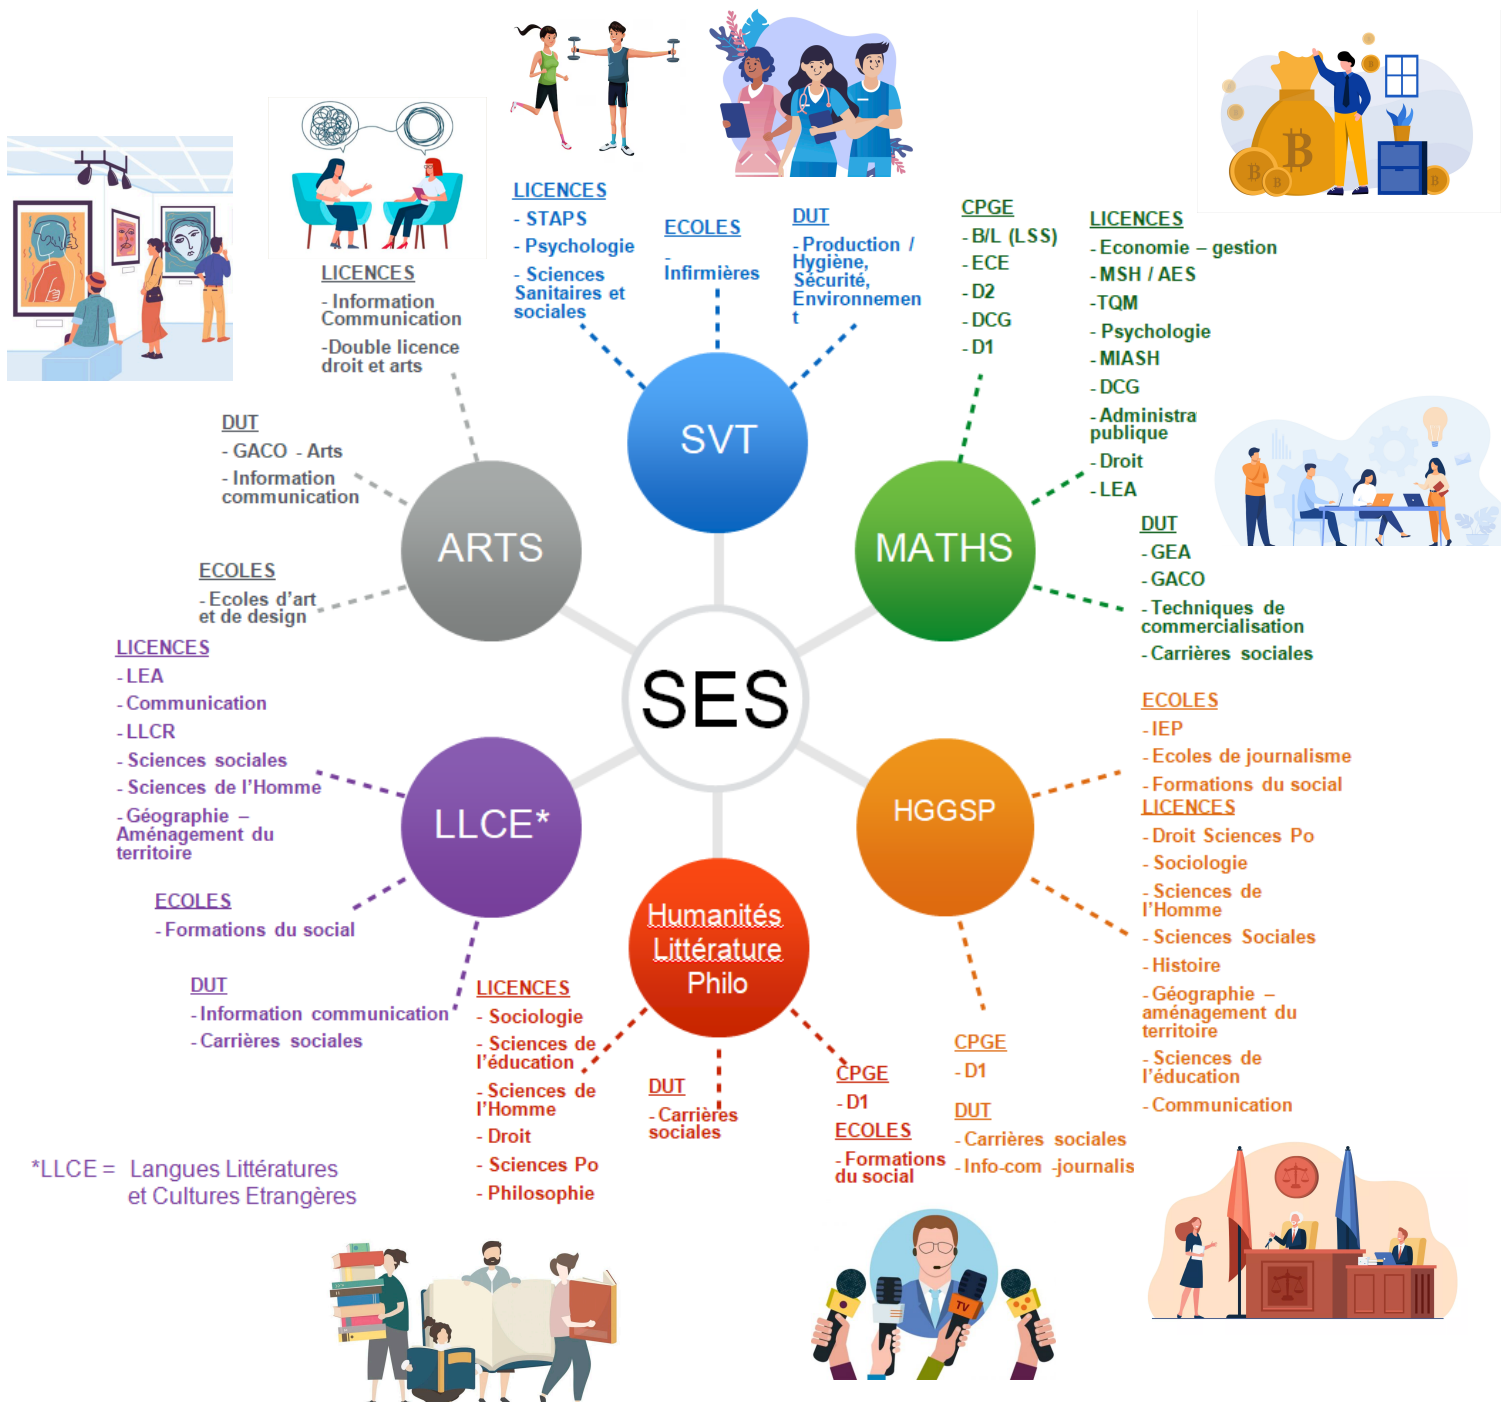 LICENCES
- STAPS
- Psychologie
- Sciences
Sanitaires et
sociales
ECOLES
-
Infirmières
DUT
- Production /
Hygiène,
Sécurité,
Environnemen
t
SVT
CPGE
- B/L (LSS)
- ECE
- D2
- DCG
- D1
LICENCES
- Economie – gestion
- MSH / AES
-TQM
- Psychologie
- MIASH
- DCG
- Administra
publique
- Droit
- LEA
DUT
- GEA
- GACO
- Techniques de
commercialisation
- Carrières sociales
MATHS
LICENCES
- Information
Communication
-Double licence
droit et arts
DUT
- GACO - Arts
- Information
communication
ECOLES
- Ecoles d'art
et de design
ARTS
SES
LICENCES
- LEA
- Communication
- LLCR
- Sciences sociales
- Sciences de l'Homme
- Géographie –
Aménagement du
territoire
ECOLES
- Formations du social
DUT
- Information communication
- Carrières sociales
LLCE*
ECOLES
- IEP
- Ecoles de journalisme
- Formations du social
LICENCES
- Droit Sciences Po
- Sociologie
- Sciences de
l'Homme
- Sciences Sociales
- Histoire
- Géographie –
aménagement du
territoire
- Sciences de
l'éducation
- Communication
HGGSP
CPGE
- D1
DUT
- Carrières sociales
- Info-com -journalis
Humanités
Littérature
Philo
LICENCES
- Sociologie
- Sciences de
l'éducation
- Sciences de
l'Homme
- Droit
- Sciences Po
- Philosophie
DUT
- Carrières
sociales
CPGE
- D1
ECOLES
- Formations
du social
*LLCE = Langues Littératures
et Cultures Etrangères
TV